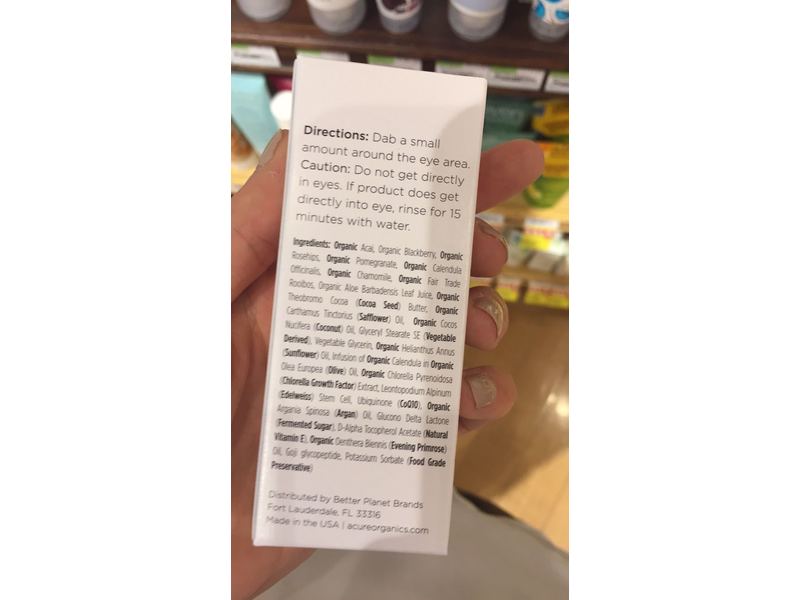 Directions: Dab a small
amount around the eye area.
Caution: Do not get directly
in eyes. If product does get
directly into eye, rinse for 15
minutes with water.
Ingredients: Organic Acai, Organic Blackberry, Organic
Rosehips, Organic Pomegranate, Organic Calendula
Officinalis, Organic Chamomile, Organic Fair Trade
Rooibos, Organic Aloe Barbadensis Leaf Juice, Organic
Theobromo Cocoa (Cocoa Seed) Butter, Organic
Carthamus Tinctorius (Safflower) Oil, Organic Cocos
Nucifera (Coconut) Oil, Glyceryl Stearate SE (Vegetable
Derived), Vegetable Glycerin, Organic Helianthus Annus
(Sunflower) Oil, Infusion of Organic Calendula in Organic
Olea Europea (Olive) Oil, Organic Chlorella Pyrenoidosa
(Chlorella Growth Factor) Extract, Leontopodium Alpinum
(Edelweiss) Stem Cell, Ubiquinone (CoQ10), Organic
Argania Spinosa (Argan) Oil, Glucono Delta Lactone
(Fermented Sugar), D-Alpha Tocopherol Acetate (Natural
Vitamin E), Organic Oenthera Biennis (Evening Primrose)
Oil, Goji glycopeptide, Potassium Sorbate (Food Grade
Preservative)
Distributed by Better Planet Brands
Fort Lauderdale, FL 33316
Made in the USA | acureorganics.com